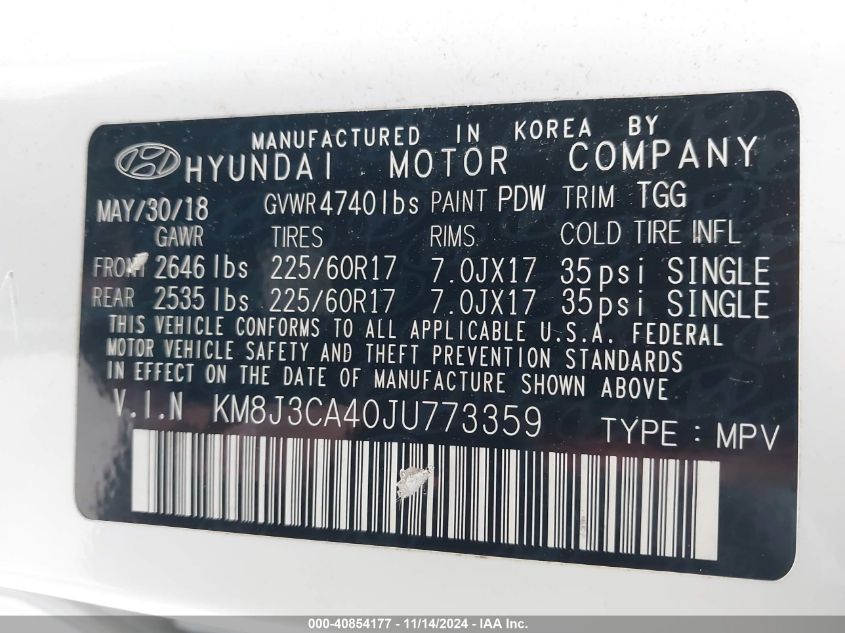 MANUFACTURED IN KOREA BY
HYUNDAI MOTOR COMPANY
MAY/30/18 GVWR 4740lbs PAINT PDW TRIM TGG
GAWR TIRES RIMS COLD TIRE INFL
FRONT 2646 lbs 225/60R17 7.0JX17 35psi SINGLE
REAR 2535 lbs 225/60R17 7.0JX17 35psi SINGLE
THIS VEHICLE CONFORMS TO ALL APPLICABLE U.S.A. FEDERAL
MOTOR VEHICLE SAFETY AND THEFT PREVENTION STANDARDS
IN EFFECT ON THE DATE OF MANUFACTURE SHOWN ABOVE.
V.I.N KM8J3CA40JU773359 TYPE : MPV
000-40854177 - 11/14/2024 - IAA Inc.